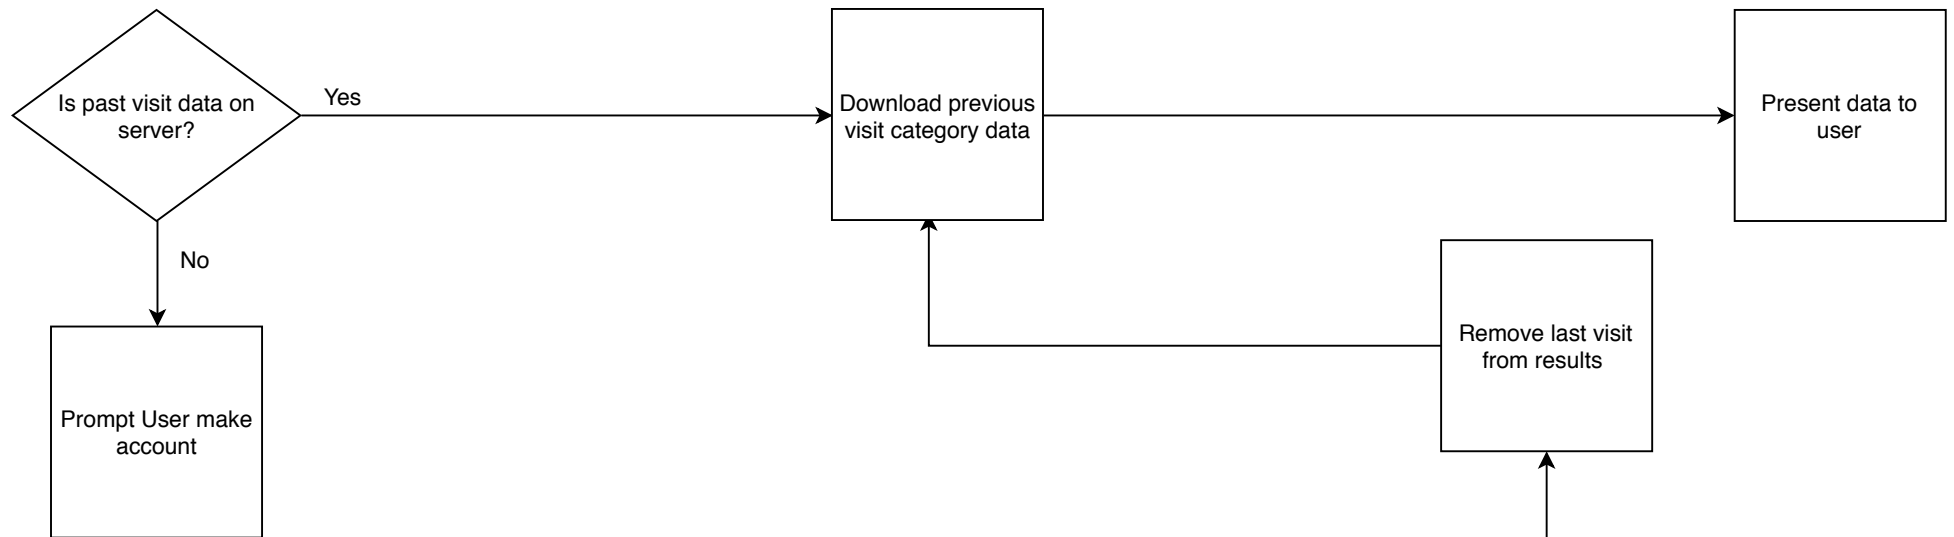 Is past visit data on
server?
Yes
Download previous
visit category data
Present data to
user
No
Remove last visit
from results
Prompt User make
account